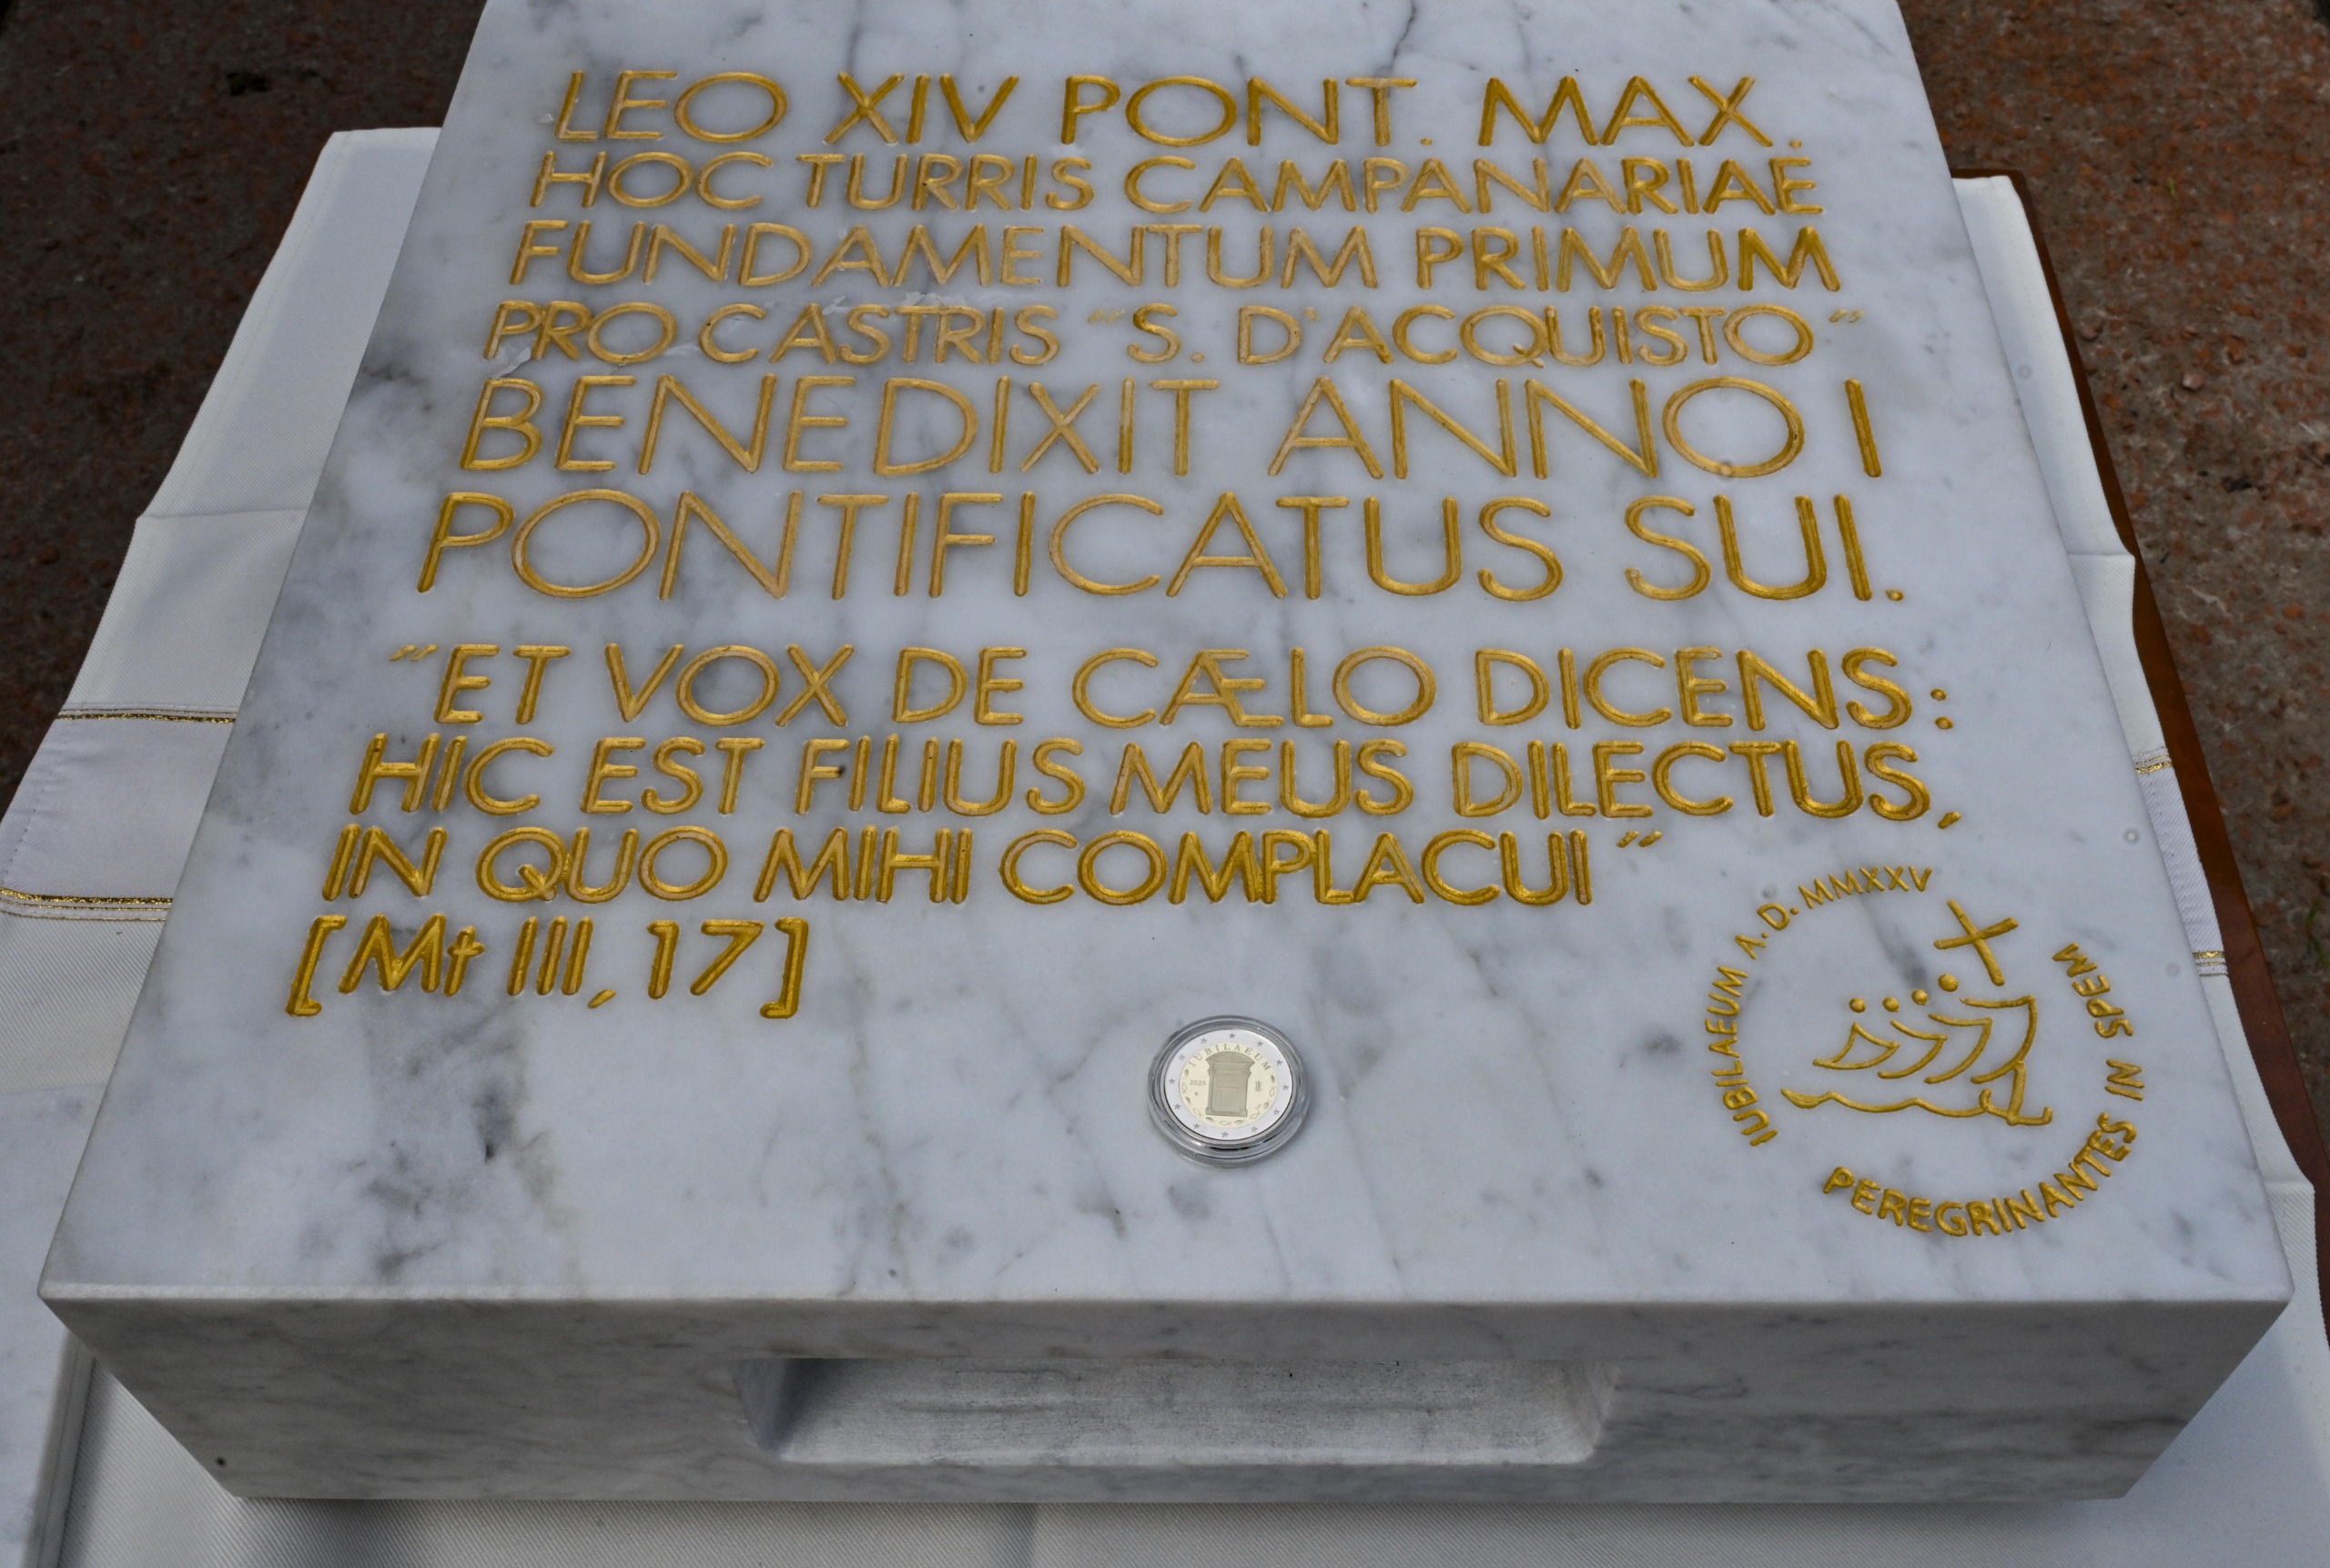 LEO XIV PONT. MAX.
HOC TURRIS CAMPANARIAE
FUNDAMENTUM PRIMUM
PRO CASTRIS “S. D'ACQUISTO”
BENEDIXIT ANNO I
PONTIFICATUS SUI.
“ET VOX DE CÆLO DICENS:
HIC EST FILIUS MEUS DILECTUS,
IN QUO MIHI COMPLACUI”
[Mt III, 17]
IUBILAEUM A. D. MMXXV
PEREGRINANTES IN SPEM
IUBILAEUM
2025
R